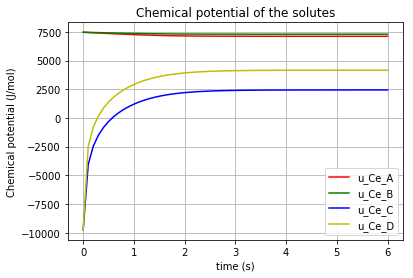 Chemical potential of the solutes
Chemical potential (J/mol)
7500
5000
2500
0
−2500
−5000
−7500
−10000
0 1 2 3 4 5 6
time (s)
u_Ce_A
u_Ce_B
u_Ce_C
u_Ce_D